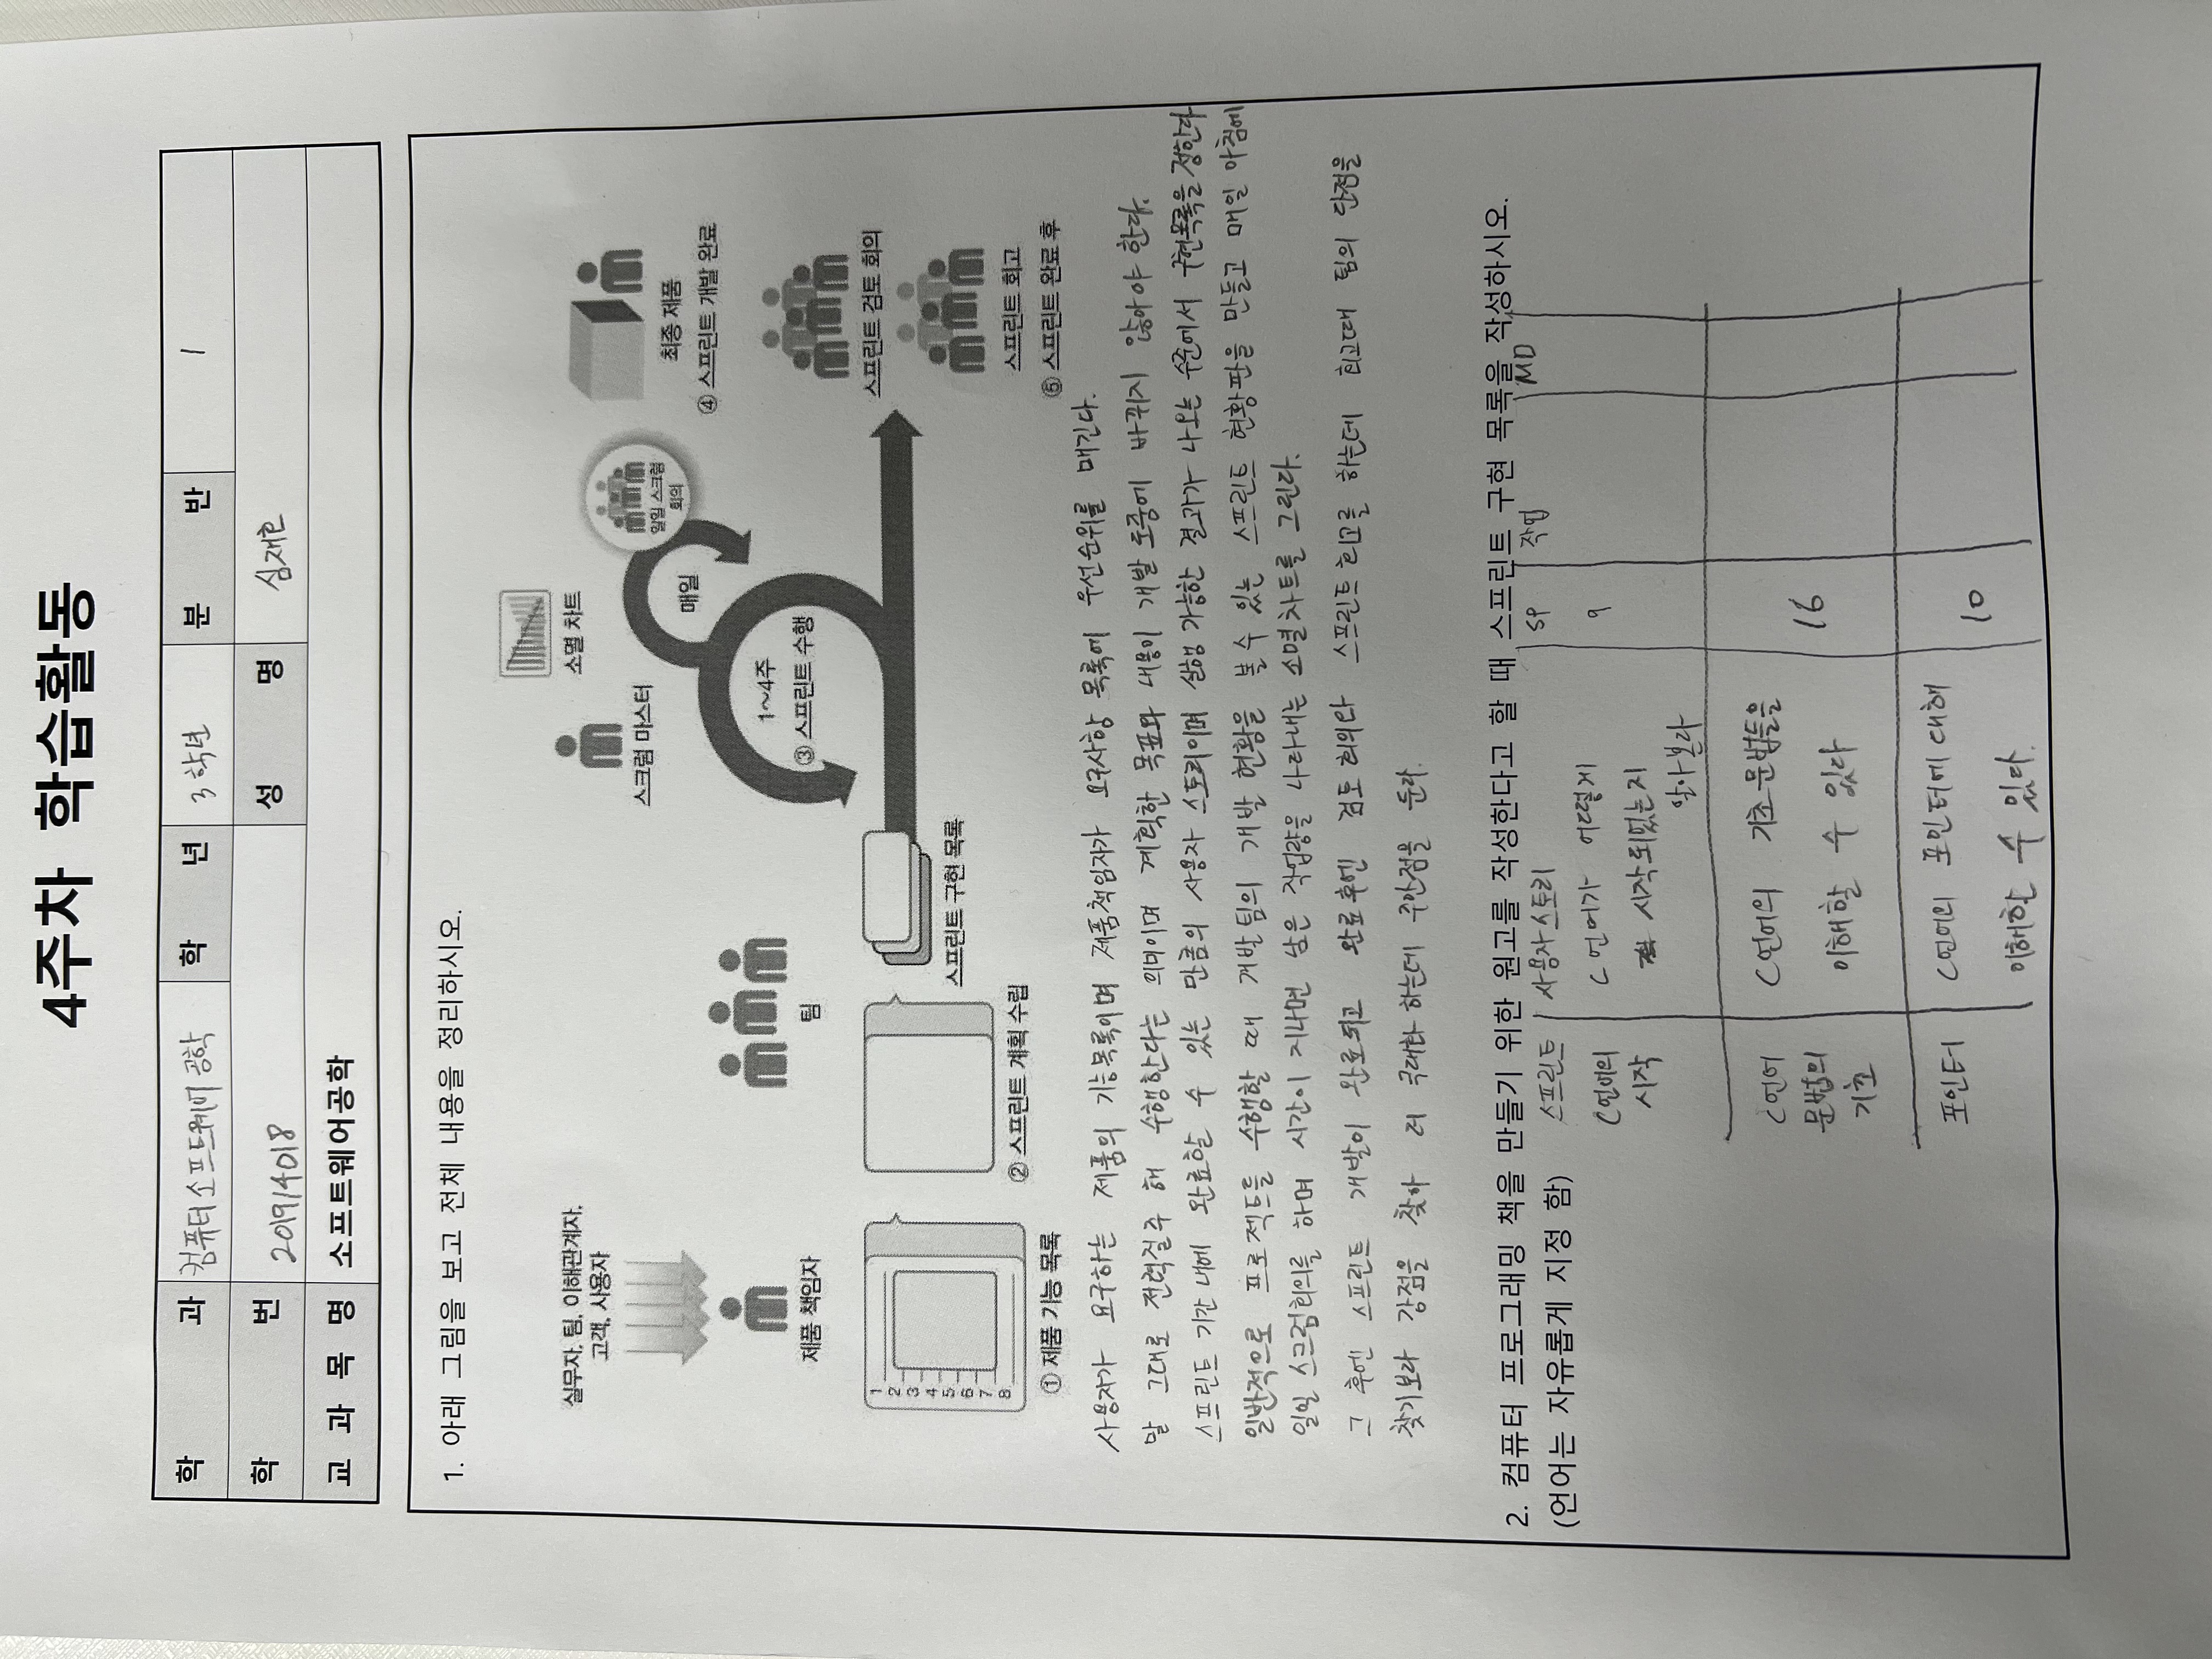 4주차 학습활동
학 과 컴퓨터소프트웨어공학 학 년 3학년 분 반 1
학 번 20194018 성 명 심재호
교 과 목 명 소프트웨어공학
1. 아래 그림을 보고 전체 내용을 정리하시오.
소멸 차트
실무자, 팀, 이해관계자,
고객, 사용자
스크럼 마스터
일일 스크럼
회의
매일
최종 제품
④ 스프린트 개발 완료
1~4주
③ 스프린트 수행
제품 책임자
팀
스프린트 검토 회의
1
2
3
4
5
6
7
8
스프린트 구현 목록
② 스프린트 계획 수립
① 제품 기능 목록
스프린트 회고
⑤ 스프린트 완료 후
사용자가 요구하는 제품의 기능목록이며 제품책임자가 요구사항 목록에 우선순위를 매긴다.
말 그대로 전력질주 해 수행한다는 의미이며 계획한 목표와 내용이 개발 도중에 바뀌지 않아야 한다.
스프린트 기간 내에 완료할 수 있는 만큼의 사용자 스토리이며 실행 가능한 결과가 나오는 수준에서 구현목록을 정한다
일반적으로 프로젝트를 수행할 때 개발팀의 개발 현황을 볼 수 있는 스프린트 현황판을 만들고 매일 아침에
일일 스크럼회의를 하며 시간이 지나면 남은 작업량을 나타내는 소멸차트를 그린다.
그 후엔 스프린트 개발이 완료되고 완료후엔 검토 회의와 스프린트 회고를 하는데 회고때 팀의 단점을
찾기보다 강점을 찾아 더 극대화 하는데 주안점을 둔다.
2. 컴퓨터 프로그래밍 책을 만들기 위한 원고를 작성한다고 할 때 스프린트 구현 목록을 작성하시오.
(언어는 자유롭게 지정 함)
스프린트 사용자스토리 SP 작업 MD
C언어의 C언어가 어떻게 9
시작 시작되었는지
알아본다
C언어 C언어의 기초문법들을
문법의 16
기초 이해할 수 있다
포인터 C언어의 포인터에 대해
10
이해할 수 있다.